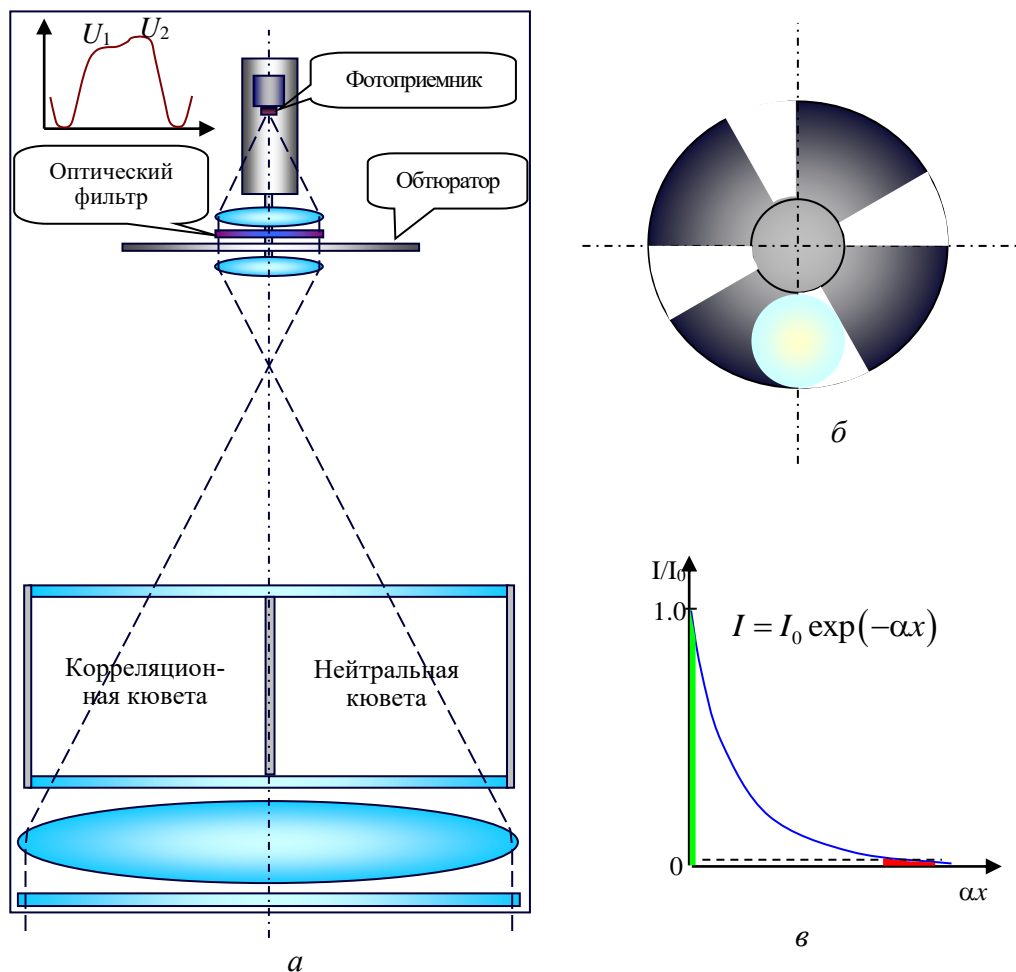 U₁ U₂
Фотоприемник
Оптический
фильтр
Обтюратор
Корреляцион-
ная кювета
Нейтральная
кювета
а
б
I/I₀
1.0
I = I₀ exp(−αx)
0
αx
в